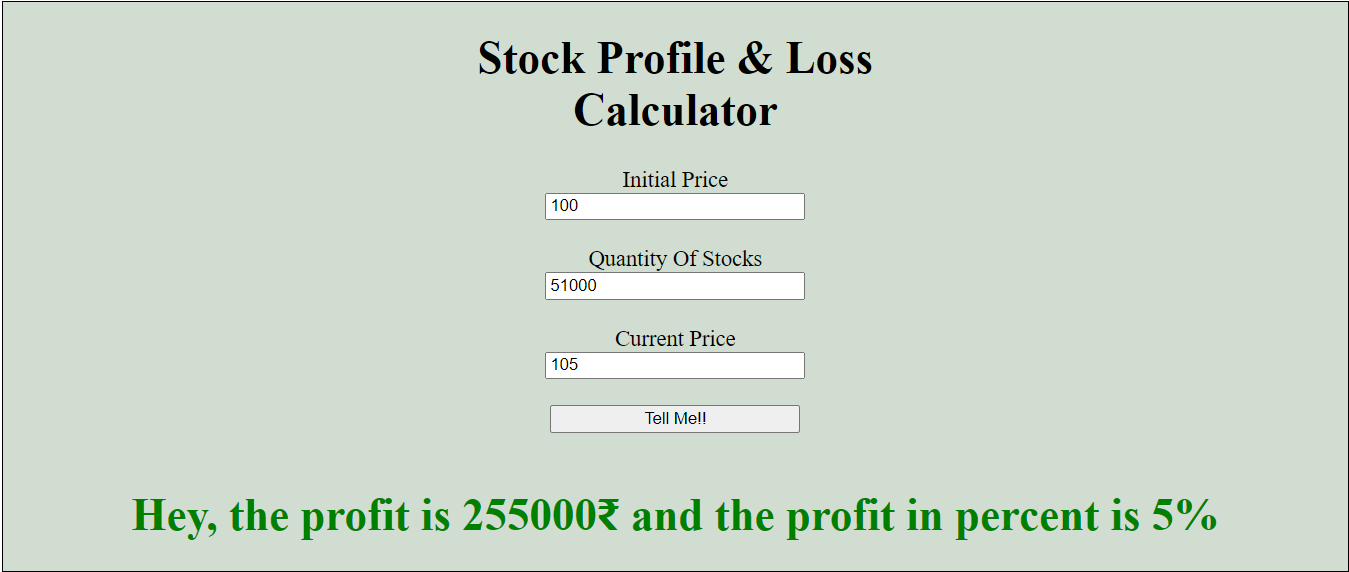 Stock Profile & Loss
Calculator
Initial Price
100
Quantity Of Stocks
51000
Current Price
105
Tell Me!!
Hey, the profit is 255000₹ and the profit in percent is 5%